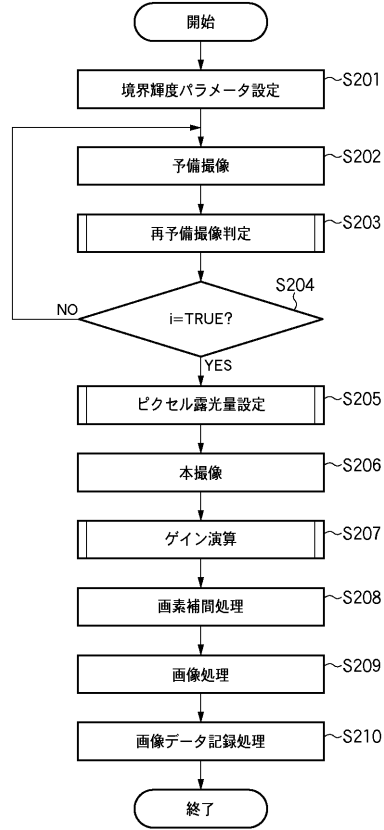 開始
境界輝度パラメータ設定 S201
予備撮像 S202
再予備撮像判定 S203
S204
i=TRUE?
NO
YES
ピクセル露光量設定 S205
本撮像 S206
ゲイン演算 S207
画素補間処理 S208
画像処理 S209
画像データ記録処理 S210
終了